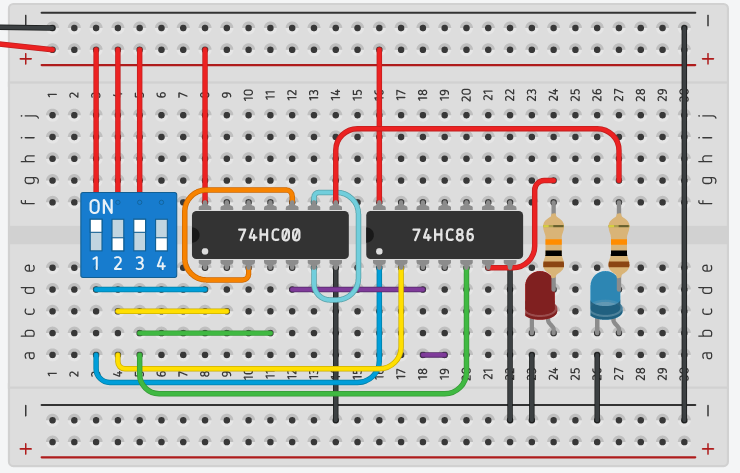 − −
+ +
1 2 3 4 5 6 7 8 9 10 11 12 13 14 15 16 17 18 19 20 21 22 23 24 25 26 27 28 29 30
j j
i i
h h
g g
f f
ON
1 2 3 4
74HC00 74HC86
e e
d d
c c
b b
a a
1 2 3 4 5 6 7 8 9 10 11 12 13 14 15 16 17 18 19 20 21 22 23 24 25 26 27 28 29 30
− −
+ +